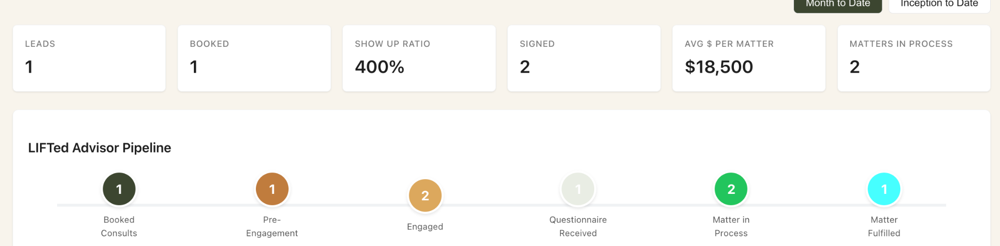 Month to Date
Inception to Date
LEADS
1
BOOKED
1
SHOW UP RATIO
400%
SIGNED
2
AVG $ PER MATTER
$18,500
MATTERS IN PROCESS
2
LIFTed Advisor Pipeline
1
Booked
Consults
1
Pre-
Engagement
2
Engaged
1
Questionnaire
Received
2
Matter in
Process
1
Matter
Fulfilled